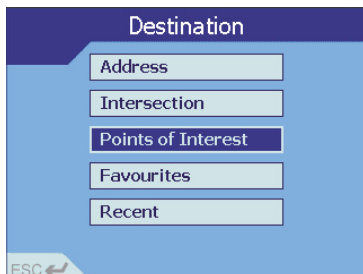 Destination
Address
Intersection
Points of Interest
Favourites
Recent
ESC